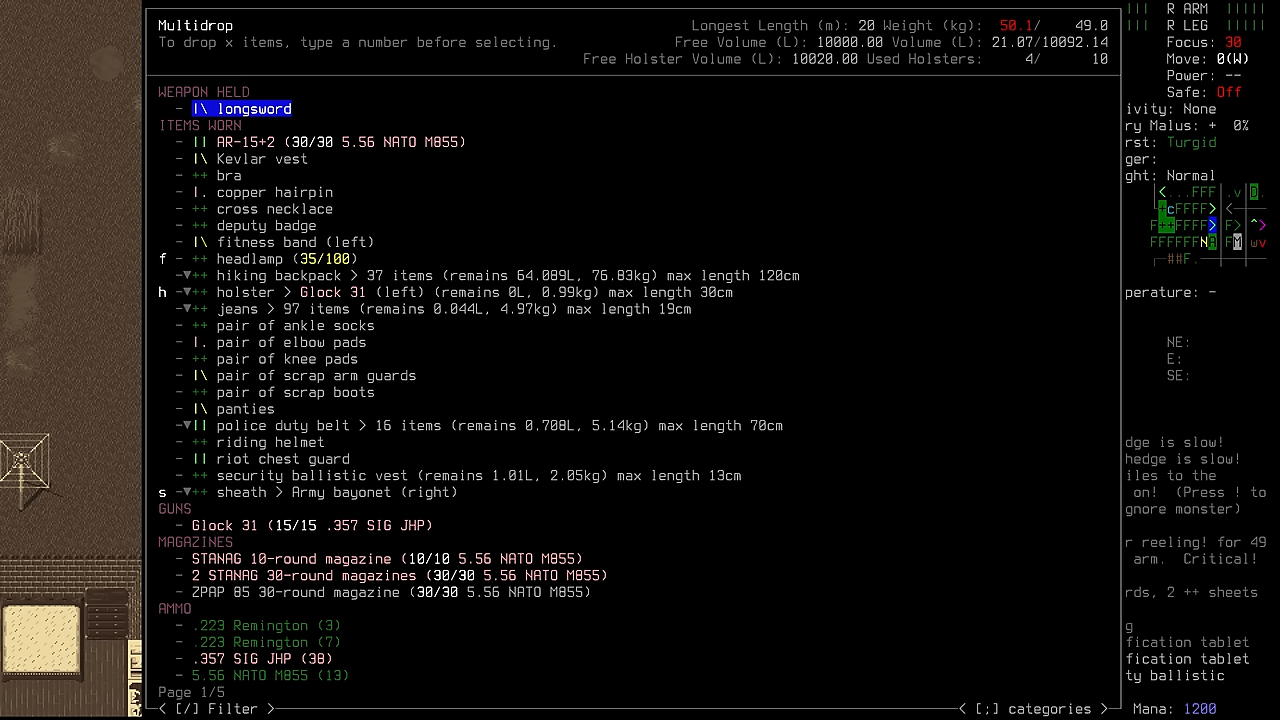 Multidrop
Longest Length (m): 20 Weight (kg): 50.1/ 49.0
To drop x items, type a number before selecting.
Free Volume (L): 10000.00 Volume (L): 21.07/10092.14
Free Holster Volume (L): 10020.00 Used Holsters: 4/ 10
WEAPON HELD
- |\ longsword
ITEMS WORN
- || AR-15+2 (30/30 5.56 NATO M855)
- |\ Kevlar vest
- ++ bra
- |. copper hairpin
- ++ cross necklace
- ++ deputy badge
- |\ fitness band (left)
f - ++ headlamp (35/100)
-▼++ hiking backpack > 37 items (remains 64.089L, 76.83kg) max length 120cm
h -▼++ holster > Glock 31 (left) (remains 0L, 0.99kg) max length 30cm
-▼++ jeans > 97 items (remains 0.044L, 4.97kg) max length 19cm
- ++ pair of ankle socks
- |. pair of elbow pads
- ++ pair of knee pads
- |\ pair of scrap arm guards
- ++ pair of scrap boots
- |\ panties
-▼|| police duty belt > 16 items (remains 0.708L, 5.14kg) max length 70cm
- ++ riding helmet
- || riot chest guard
- ++ security ballistic vest (remains 1.01L, 2.05kg) max length 13cm
s -▼++ sheath > Army bayonet (right)
GUNS
- Glock 31 (15/15 .357 SIG JHP)
MAGAZINES
- STANAG 10-round magazine (10/10 5.56 NATO M855)
- 2 STANAG 30-round magazines (30/30 5.56 NATO M855)
- ZPAP 85 30-round magazine (30/30 5.56 NATO M855)
AMMO
- .223 Remington (3)
- .223 Remington (7)
- .357 SIG JHP (38)
- 5.56 NATO M855 (13)
Page 1/5
< [/] Filter >
< [;] categories >
||| R ARM |||||
||| R LEG |||||
Focus: 30
Move: 0(W)
Power: --
Safe: Off
ivity: None
ry Malus: + 0%
rst: Turgid
ger:
ght: Normal
<...FFF .v D.
+cFFFF> <
F++FFFF> F> ^>
FFFFFFNA FM wv
##F.
perature: -
NE:
E:
SE:
dge is slow!
hedge is slow!
iles to the
on! (Press ! to
gnore monster)
r reeling! for 49
arm. Critical!
rds, 2 ++ sheets
g
fication tablet
fication tablet
ty ballistic
Mana: 1200